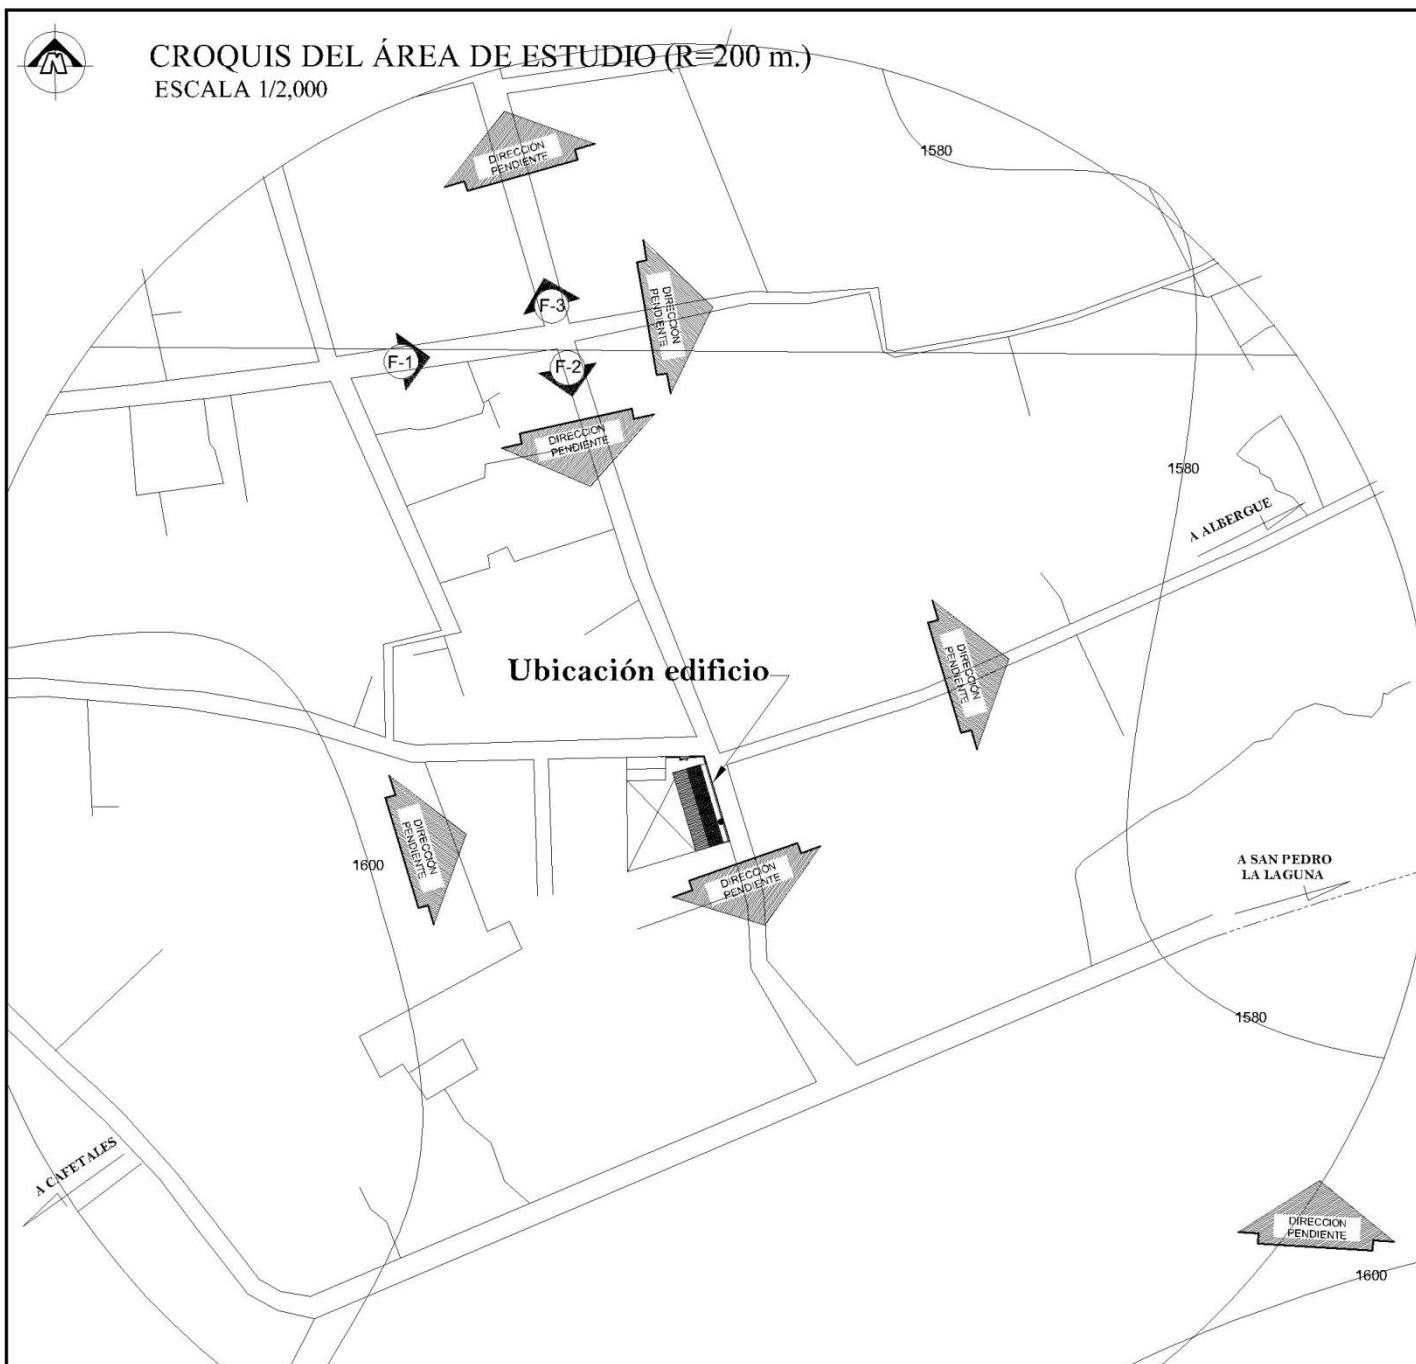 CROQUIS DEL ÁREA DE ESTUDIO (R=200 m.)
ESCALA 1/2,000
DIRECCION
PENDIENTE
1580
DIRECCION
PENDIENTE
F-3
F-1
F-2
DIRECCION
PENDIENTE
1580
A ALBERGUE
DIRECCION
PENDIENTE
Ubicación edificio
DIRECCION
PENDIENTE
1600
DIRECCION
PENDIENTE
A SAN PEDRO
LA LAGUNA
1580
A CAFETALES
DIRECCION
PENDIENTE
1600